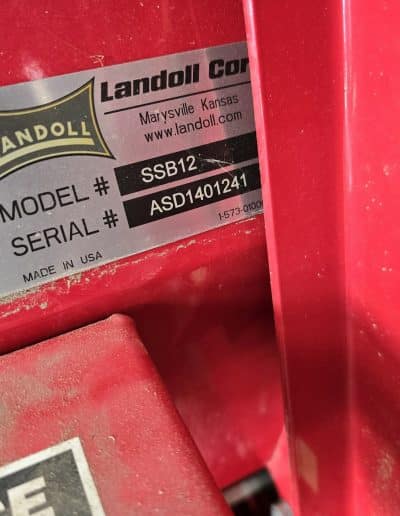 Landoll Cor
Marysville Kansas
www.landoll.com
LANDOLL
MODEL # SSB12
SERIAL # ASD1401241
MADE IN USA